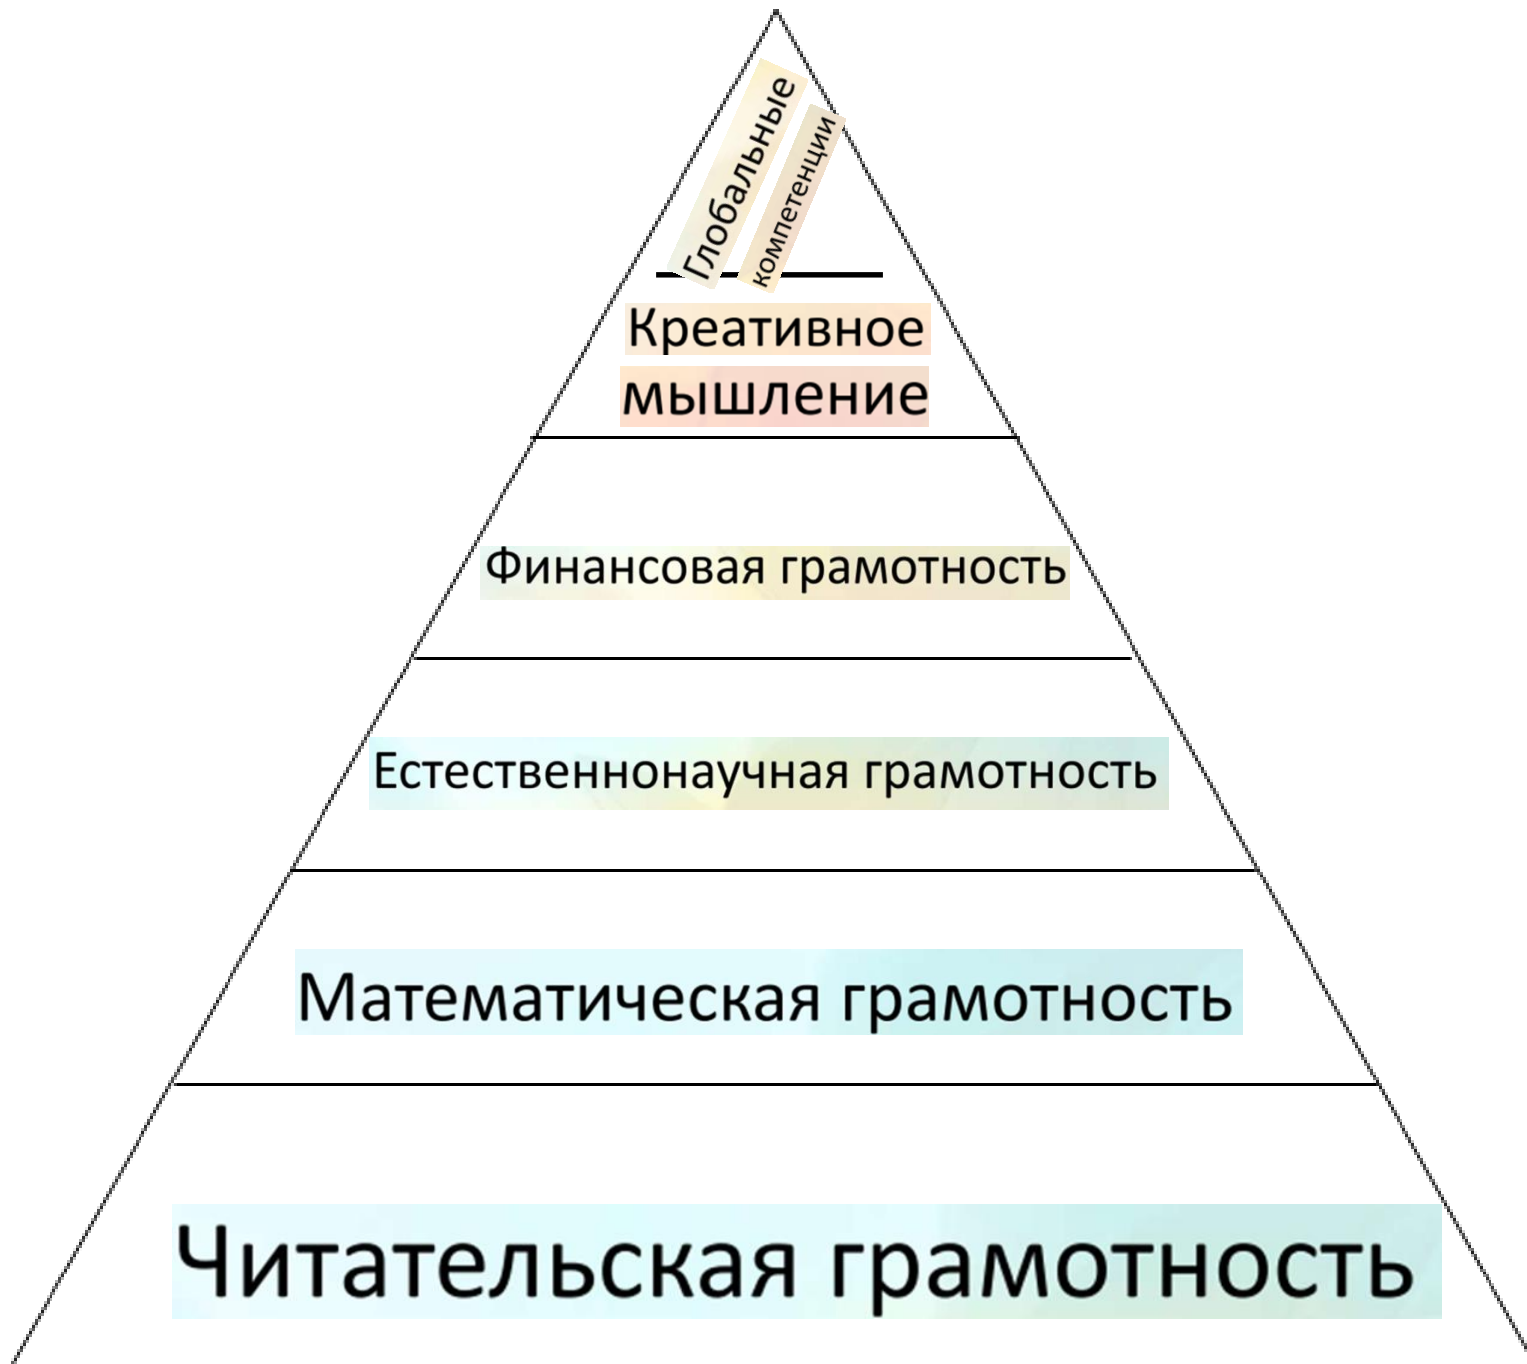 Глобальные
компетенции
Креативное
мышление
Финансовая грамотность
Естественнонаучная грамотность
Математическая грамотность
Читательская грамотность